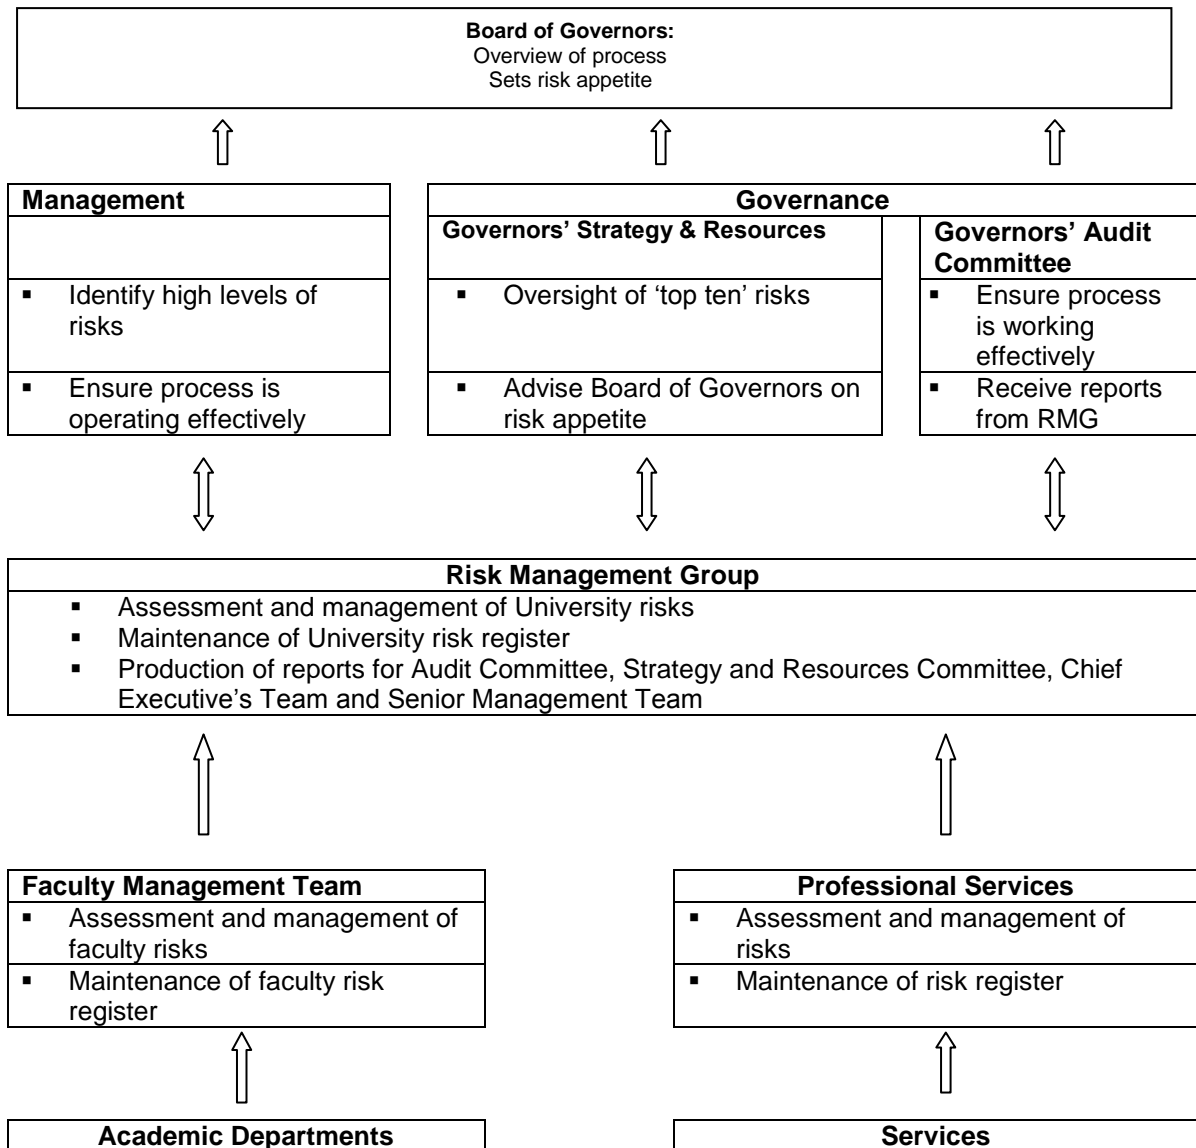 Board of Governors:
Overview of process
Sets risk appetite
Management
▪ Identify high levels of
risks
▪ Ensure process is
operating effectively
Governance
Governors’ Strategy & Resources
▪ Oversight of ‘top ten’ risks
▪ Advise Board of Governors on
risk appetite
Governors’ Audit
Committee
▪ Ensure process
is working
effectively
▪ Receive reports
from RMG
Risk Management Group
▪ Assessment and management of University risks
▪ Maintenance of University risk register
▪ Production of reports for Audit Committee, Strategy and Resources Committee, Chief
Executive’s Team and Senior Management Team
Faculty Management Team
▪ Assessment and management of
faculty risks
▪ Maintenance of faculty risk
register
Professional Services
▪ Assessment and management of
risks
▪ Maintenance of risk register
Academic Departments
Services